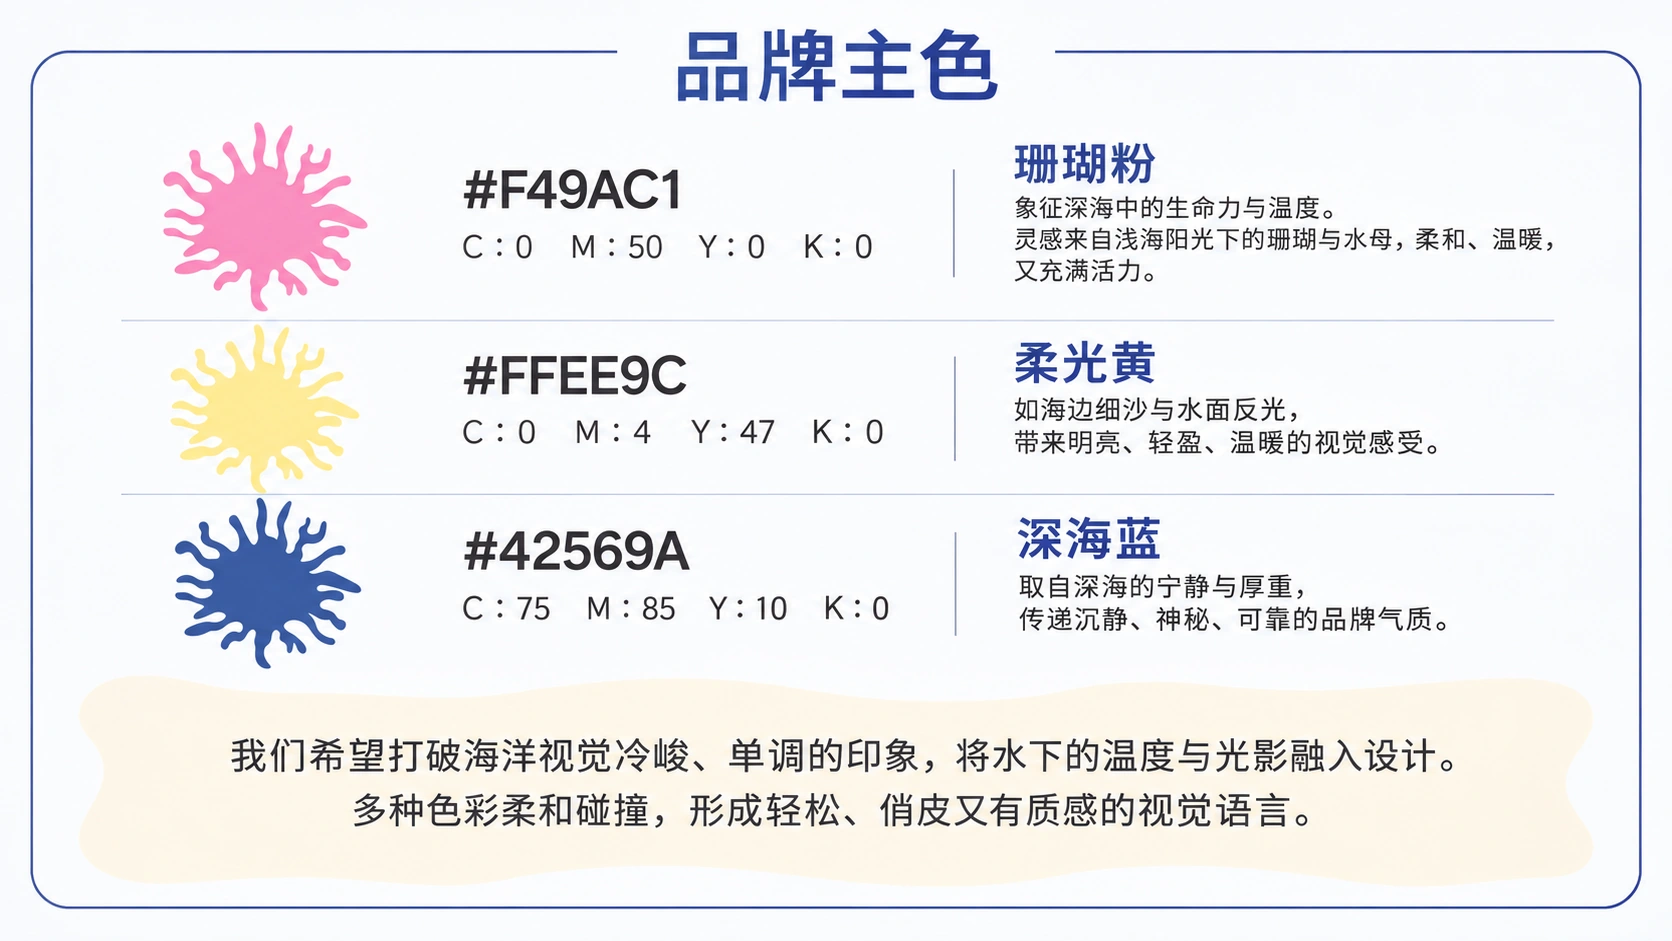 品牌主色
#F49AC1
C：0 M：50 Y：0 K：0
珊瑚粉
象征深海中的生命力与温度。
灵感来自浅海阳光下的珊瑚与水母，柔和、温暖，
又充满活力。
#FFEE9C
C：0 M：4 Y：47 K：0
柔光黄
如海边细沙与水面反光，
带来明亮、轻盈、温暖的视觉感受。
#42569A
C：75 M：85 Y：10 K：0
深海蓝
取自深海的宁静与厚重，
传递沉静、神秘、可靠的品牌气质。
我们希望打破海洋视觉冷峻、单调的印象，将水下的温度与光影融入设计。
多种色彩柔和碰撞，形成轻松、俏皮又有质感的视觉语言。